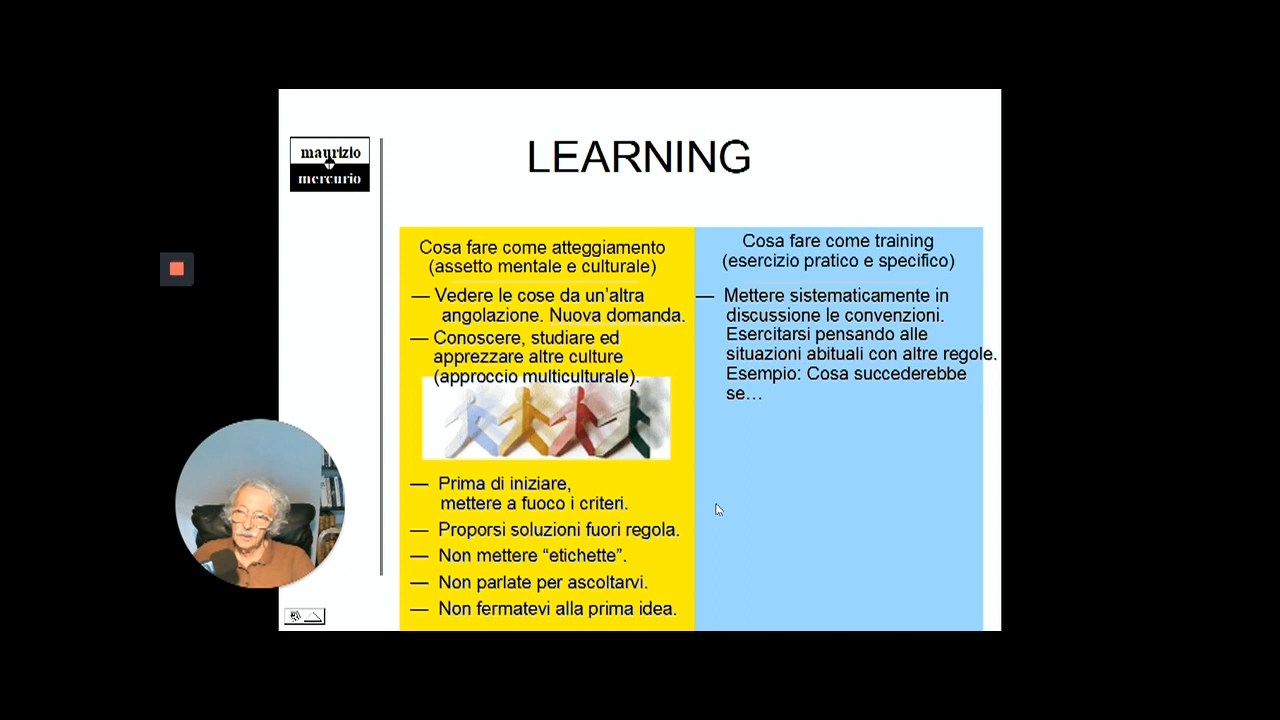 maurizio
mercurio
LEARNING
Cosa fare come atteggiamento
(assetto mentale e culturale)
— Vedere le cose da un’altra
angolazione. Nuova domanda.
— Conoscere, studiare ed
apprezzare altre culture
(approccio multiculturale).
— Prima di iniziare,
mettere a fuoco i criteri.
— Proporsi soluzioni fuori regola.
— Non mettere “etichette”.
— Non parlate per ascoltarvi.
— Non fermatevi alla prima idea.
Cosa fare come training
(esercizio pratico e specifico)
— Mettere sistematicamente in
discussione le convenzioni.
Esercitarsi pensando alle
situazioni abituali con altre regole.
Esempio: Cosa succederebbe
se…